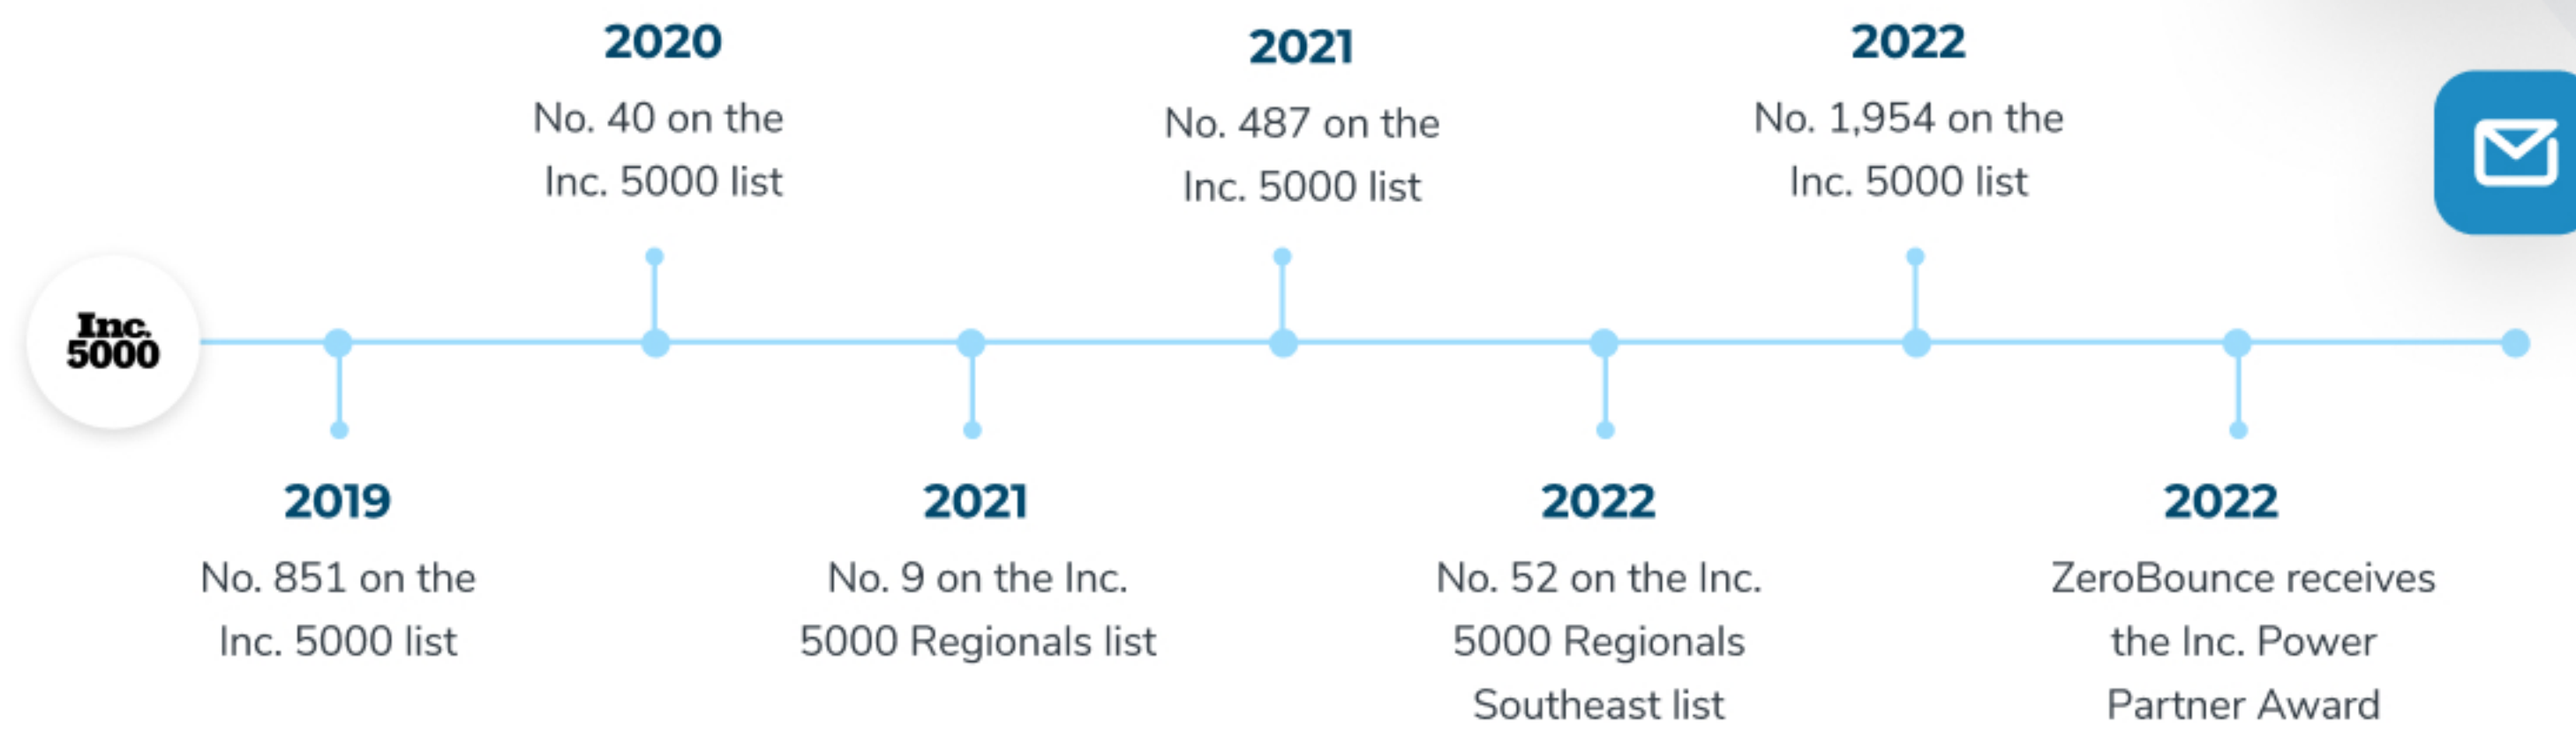 Inc.
5000
2019
No. 851 on the
Inc. 5000 list
2020
No. 40 on the
Inc. 5000 list
2021
No. 9 on the Inc.
5000 Regionals list
2021
No. 487 on the
Inc. 5000 list
2022
No. 52 on the Inc.
5000 Regionals
Southeast list
2022
No. 1,954 on the
Inc. 5000 list
2022
ZeroBounce receives
the Inc. Power
Partner Award